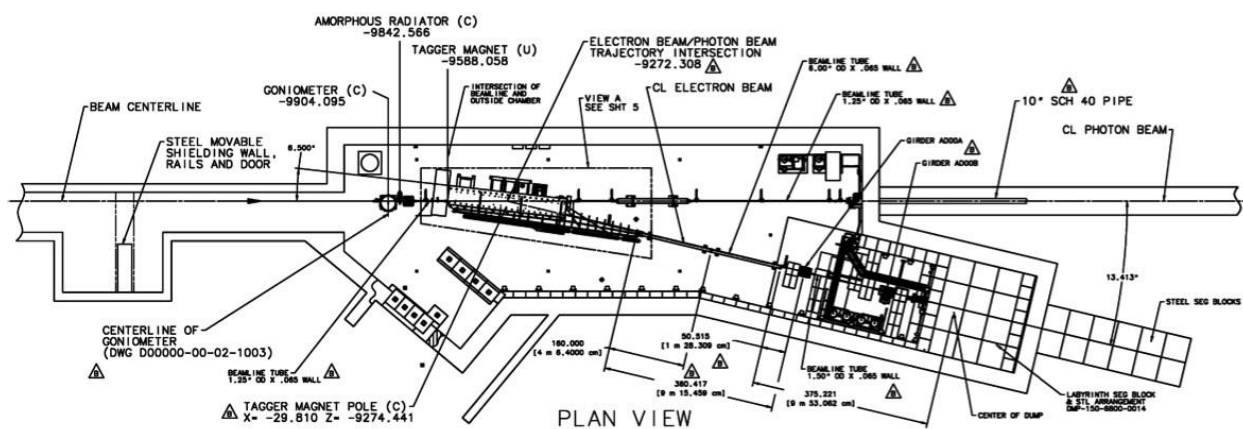 AMORPHOUS RADIATOR (C)
-9842.566
TAGGER MAGNET (U)
-9588.058
ELECTRON BEAM/PHOTON BEAM
TRAJECTORY INTERSECTION
-9272.308
BEAMLINE TUBE
6.00" OD X .065 WALL
GONIOMETER (C)
-9904.095
INTERSECTION OF
BEAMLINE AND
OUTSIDE CHAMBER
VIEW A
SEE SHT 5
CL ELECTRON BEAM
BEAMLINE TUBE
1.25" OD X .065 WALL
10" SCH 40 PIPE
BEAM CENTERLINE
CL PHOTON BEAM
STEEL MOVABLE
SHIELDING WALL,
RAILS AND DOOR
6.500°
GIRDER AD00A
GIRDER AD00B
13.413°
STEEL SEG BLOCKS
CENTERLINE OF
GONIOMETER
(DWG D00000-00-02-1003)
160.000
[4 m 6.4000 cm]
50.515
[1 m 28.309 cm]
BEAMLINE TUBE
1.25" OD X .065 WALL
BEAMLINE TUBE
1.50" OD X .065 WALL
360.417
[9 m 15.459 cm]
375.221
[9 m 53.062 cm]
LABYRINTH SEG BLOCK
& STL ARRANGEMENT
DMP-150-6800-0014
TAGGER MAGNET POLE (C)
X= -29.810 Z= -9274.441
CENTER OF DUMP
PLAN VIEW